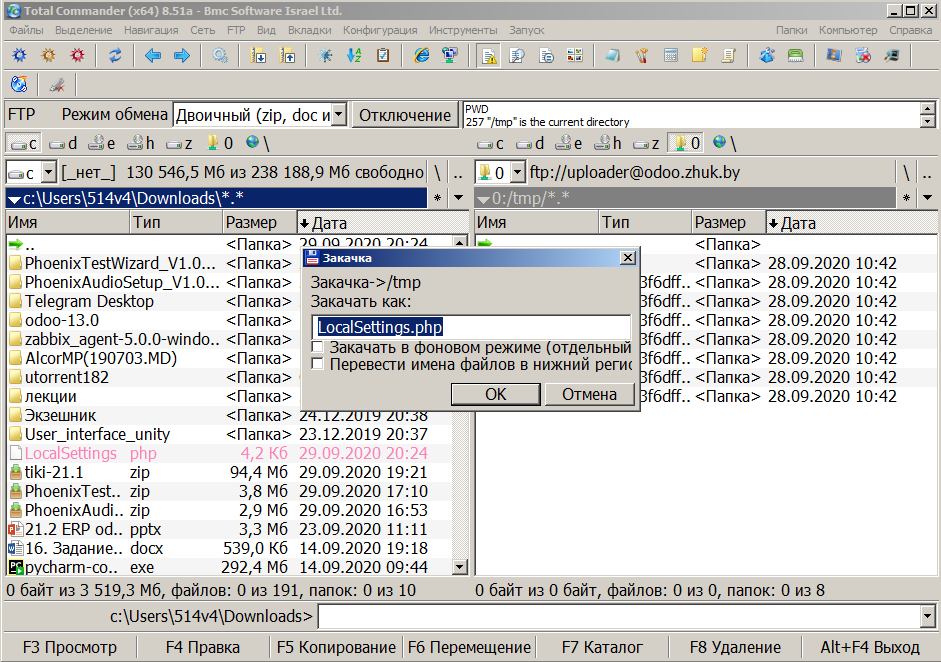 Total Commander (x64) 8.51a - Bmc Software Israel Ltd.
Файлы Выделение Навигация Сеть FTP Вид Вкладки Конфигурация Инструменты Запуск Папки Компьютер Справка
FTP Режим обмена Двоичный (zip, doc и Отключение PWD
257 "/tmp" is the current directory
c d e h z 0 \ c d e h z 0 \
c [_нет_] 130 546,5 Мб из 238 188,9 Мб свободно \ .. 0 ftp://uploader@odoo.zhuk.by \ ..
c:\Users\514v4\Downloads\*.* * 0:/tmp/*.* *
Имя Тип Размер Дата Имя Тип Размер Дата
.. <Папка> 29.09.2020 20:24 <Папка>
PhoenixTestWizard_V1.0... <Папка> <Папка> 28.09.2020 10:42
PhoenixAudioSetup_V1.0... <Папка> 3f6dff.. <Папка> 28.09.2020 10:42
Telegram Desktop <Папка> 3f6dff.. <Папка> 28.09.2020 10:42
odoo-13.0 <Папка> 3f6dff.. <Папка> 28.09.2020 10:42
zabbix_agent-5.0.0-windo... <Папка> 3f6dff.. <Папка> 28.09.2020 10:42
AlcorMP(190703.MD) <Папка> 3f6dff.. <Папка> 28.09.2020 10:42
utorrent182 <Папка> 3f6dff.. <Папка> 28.09.2020 10:42
лекции <Папка> 3f6dff.. <Папка> 28.09.2020 10:42
Экзешник <Папка> 24.12.2019 20:38
User_interface_unity <Папка> 23.12.2019 20:37
LocalSettings php 4,2 Кб 29.09.2020 20:24
tiki-21.1 zip 94,4 Мб 29.09.2020 19:21
PhoenixTest.. zip 3,8 Мб 29.09.2020 17:10
PhoenixAudi.. zip 2,9 Мб 29.09.2020 16:53
21.2 ERP od.. pptx 3,3 Мб 23.09.2020 11:11
16. Задание.. docx 539,0 Кб 14.09.2020 19:18
pycharm-co.. exe 292,4 Мб 14.09.2020 09:44
Закачка
Закачка->/tmp
Закачать как:
LocalSettings.php
Закачать в фоновом режиме (отдельный
Перевести имена файлов в нижний реги
OK Отмена
0 байт из 3 519,3 Мб, файлов: 0 из 191, папок: 0 из 10 0 байт из 0 байт, файлов: 0 из 0, папок: 0 из 8
c:\Users\514v4\Downloads>
F3 Просмотр F4 Правка F5 Копирование F6 Перемещение F7 Каталог F8 Удаление Alt+F4 Выход